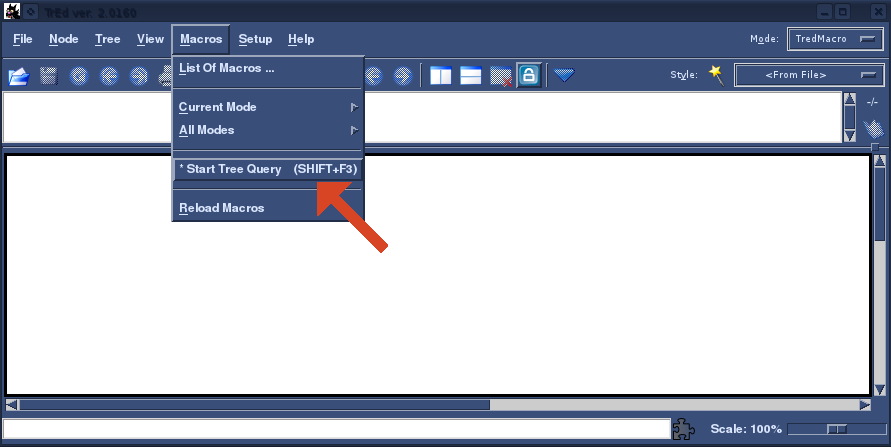 TrEd ver. 2.0160
File Node Tree View Macros Setup Help Mode: TredMacro
List Of Macros ...
Style: <From File>
-/-
Current Mode
All Modes
* Start Tree Query (SHIFT+F3)
Reload Macros
Scale: 100%